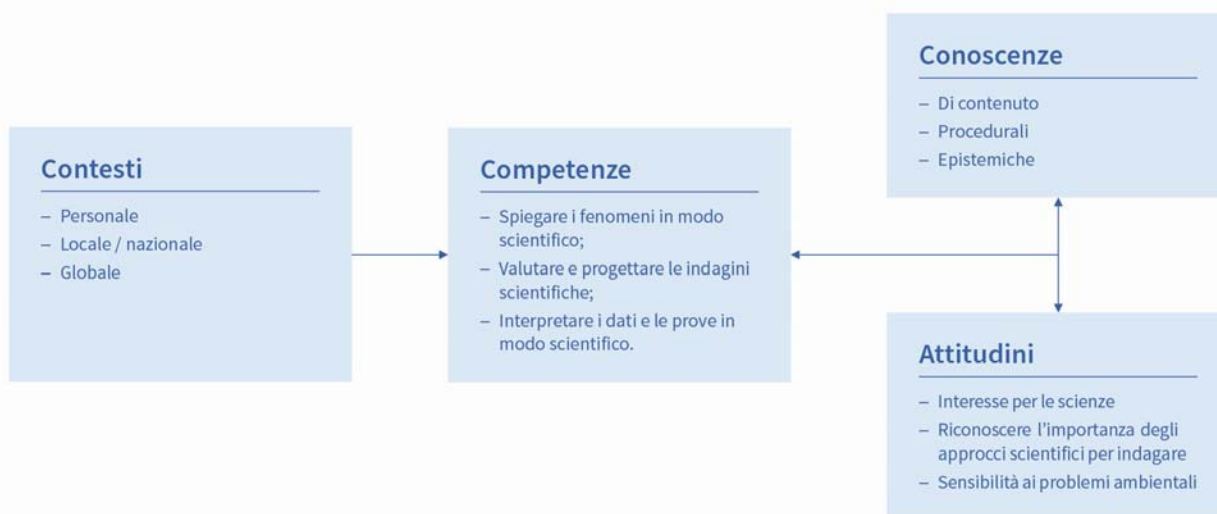 Contesti
– Personale
– Locale / nazionale
– Globale
Competenze
– Spiegare i fenomeni in modo
scientifico;
– Valutare e progettare le indagini
scientifiche;
– Interpretare i dati e le prove in
modo scientifico.
Conoscenze
– Di contenuto
– Procedurali
– Epistemiche
Attitudini
– Interesse per le scienze
– Riconoscere l’importanza degli
approcci scientifici per indagare
– Sensibilità ai problemi ambientali